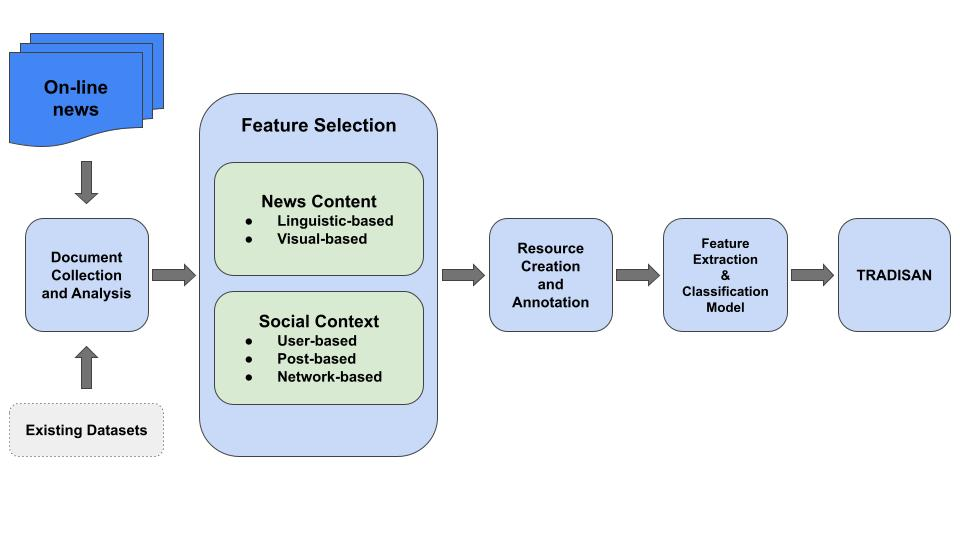 On-line
news
Document
Collection
and Analysis
Existing Datasets
Feature Selection
News Content
● Linguistic-based
● Visual-based
Social Context
● User-based
● Post-based
● Network-based
Resource
Creation
and
Annotation
Feature
Extraction
&
Classification
Model
TRADISAN